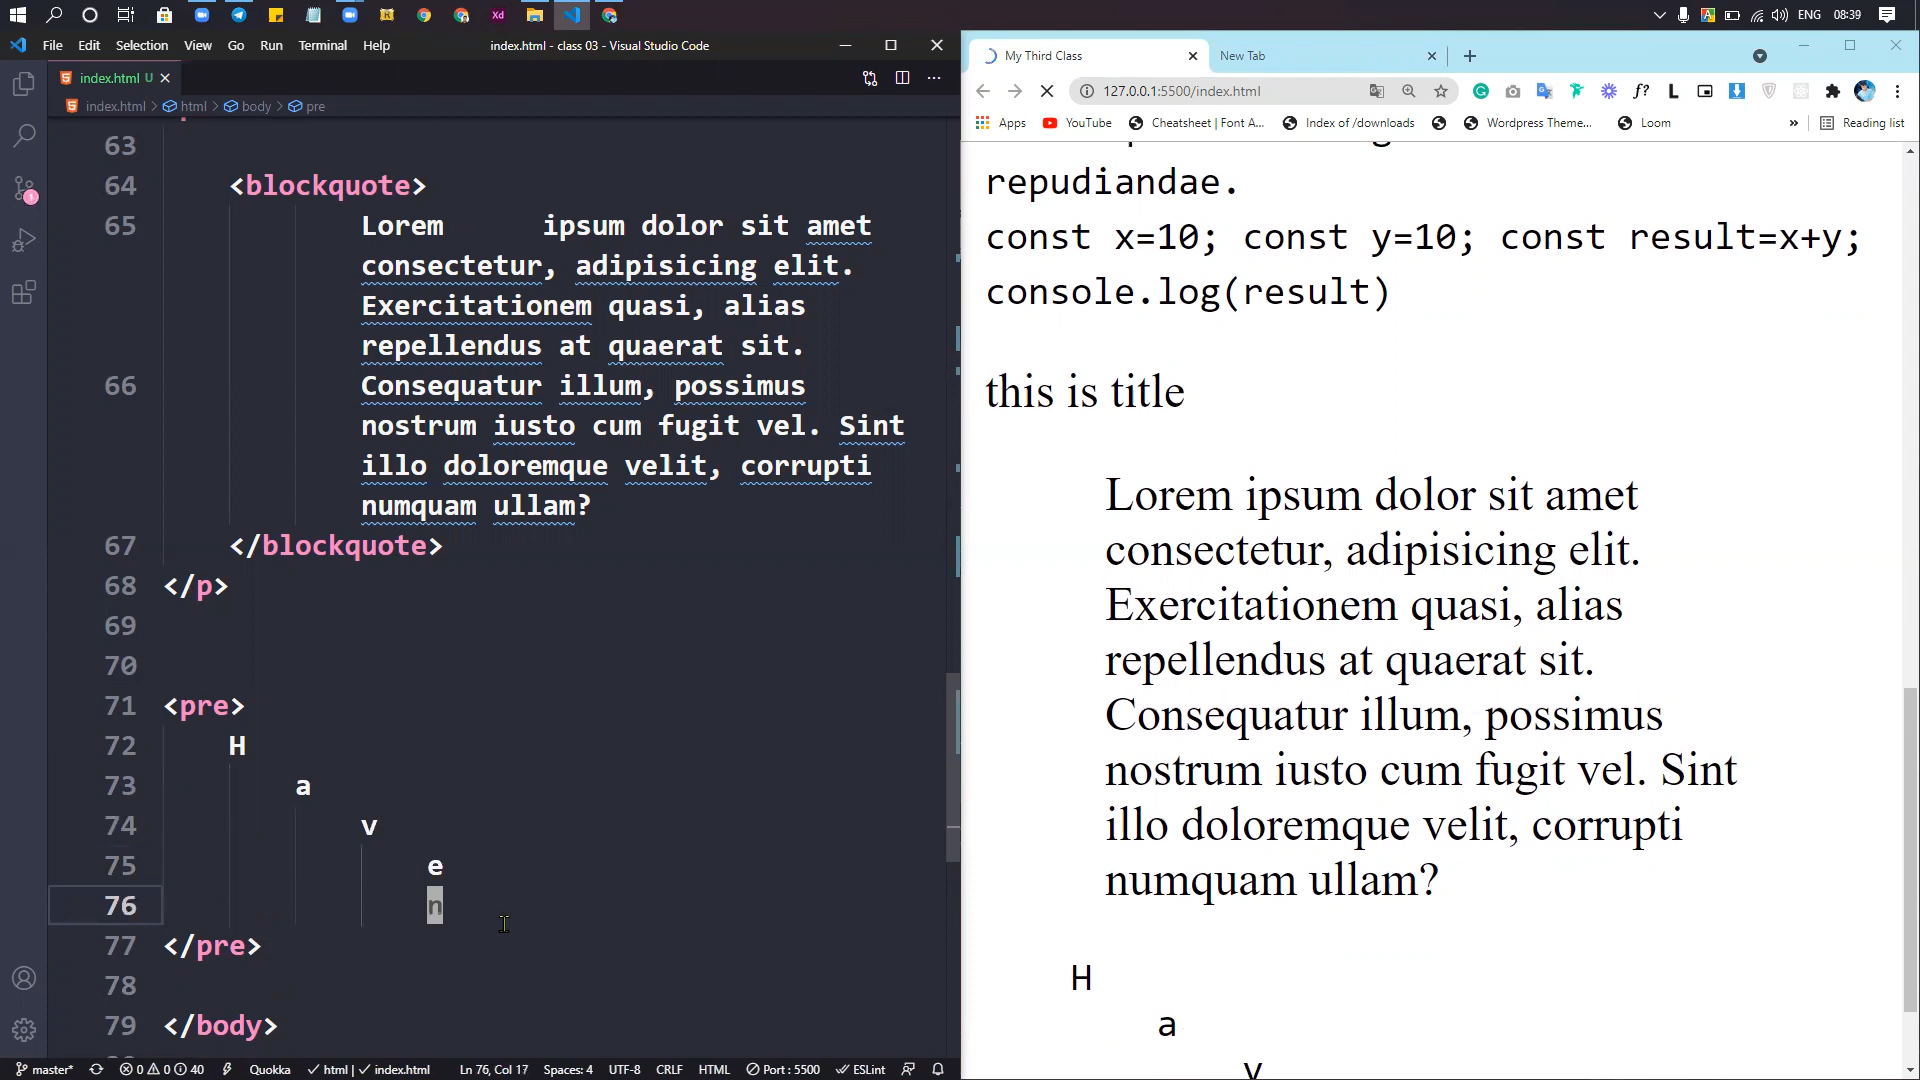 ENG 08:39
File Edit Selection View Go Run Terminal Help index.html - class 03 - Visual Studio Code
index.html U
index.html > html > body > pre
63
64 <blockquote>
65 Lorem ipsum dolor sit amet
consectetur, adipisicing elit.
Exercitationem quasi, alias
repellendus at quaerat sit.
66 Consequatur illum, possimus
nostrum iusto cum fugit vel. Sint
illo doloremque velit, corrupti
numquam ullam?
67 </blockquote>
68 </p>
69
70
71 <pre>
72 H
73 a
74 v
75 e
76 n
77 </pre>
78
79 </body>
master* 0 0 40 Quokka html | index.html Ln 76, Col 17 Spaces: 4 UTF-8 CRLF HTML Port : 5500 ESLint
My Third Class New Tab
127.0.0.1:5500/index.html
Apps YouTube Cheatsheet | Font A... Index of /downloads Wordpress Theme... Loom » Reading list
repudiandae.
const x=10; const y=10; const result=x+y;
console.log(result)
this is title
Lorem ipsum dolor sit amet
consectetur, adipisicing elit.
Exercitationem quasi, alias
repellendus at quaerat sit.
Consequatur illum, possimus
nostrum iusto cum fugit vel. Sint
illo doloremque velit, corrupti
numquam ullam?
H
a
v